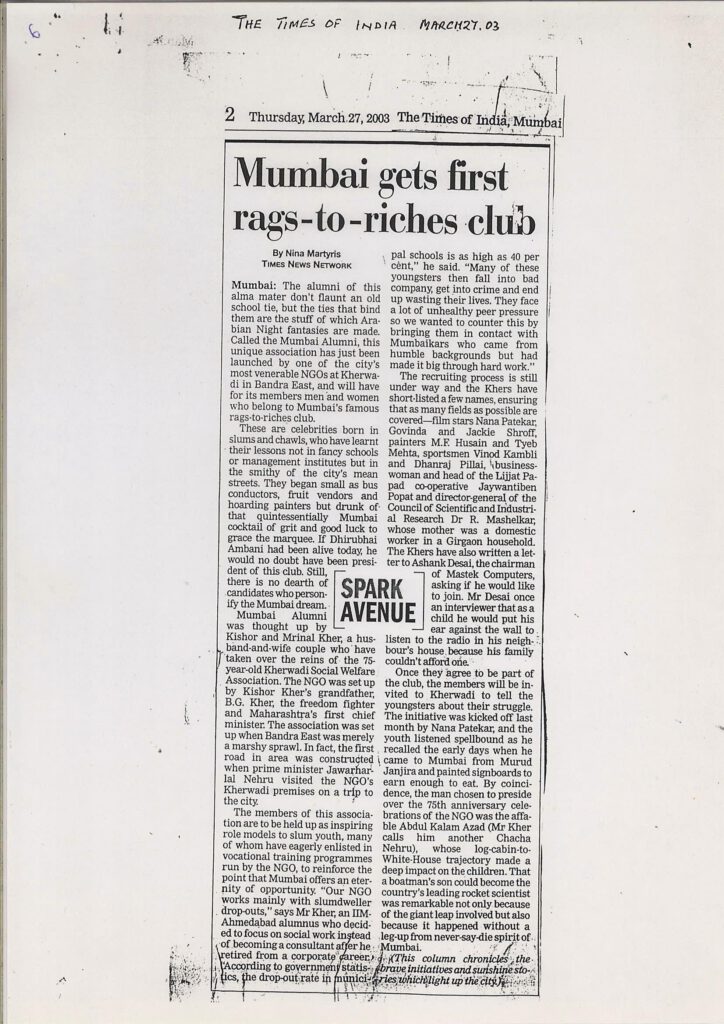 6
THE TIMES OF INDIA MARCH 27.03
2 Thursday, March 27, 2003 The Times of India, Mumbai
Mumbai gets first
rags-to-riches club
By Nina Martyris
TIMES NEWS NETWORK
Mumbai: The alumni of this
alma mater don't flaunt an old
school tie, but the ties that bind
them are the stuff of which Ara-
bian Night fantasies are made.
Called the Mumbai Alumni, this
unique association has just been
launched by one of the city's
most venerable NGOs at Kherwa-
di in Bandra East, and will have
for its members men and women
who belong to Mumbai's famous
rags-to-riches club.
These are celebrities born in
slums and chawls, who have learnt
their lessons not in fancy schools
or management institutes but in
the smithy of the city's mean
streets. They began small as bus
conductors, fruit vendors and
hoarding painters but drunk of
that quintessentially Mumbai
cocktail of grit and good luck to
grace the marquee. If Dhirubhai
Ambani had been alive today, he
would no doubt have been presi-
dent of this club. Still,
there is no dearth of
candidates who person-
ify the Mumbai dream.
Mumbai Alumni
was thought up by
Kishor and Mrinal Kher, a hus-
band-and-wife couple who have
taken over the reins of the 75-
year-old Kherwadi Social Welfare
Association. The NGO was set up
by Kishor Kher's grandfather,
B.G. Kher, the freedom fighter
and Maharashtra's first chief
minister. The association was set
up when Bandra East was merely
a marshy sprawl. In fact, the first
road in area was constructed
when prime minister Jawarhar-
lal Nehru visited the NGO's
Kherwadi premises on a trip to
the city.
The members of this associa-
tion are to be held up as inspiring
role models to slum youth, many
of whom have eagerly enlisted in
vocational training programmes
run by the NGO, to reinforce the
point that Mumbai offers an eter-
nity of opportunity. "Our NGO
works mainly with slumdweller
drop-outs," says Mr Kher, an IIM-
Ahmedabad alumnus who decid-
ed to focus on social work instead
of becoming a consultant after he
retired from a corporate career.
"According to government statis-
tics, the drop-out rate in munici-
SPARK
AVENUE
pal schools is as high as 40 per
cent," he said. "Many of these
youngsters then fall into bad
company, get into crime and end
up wasting their lives. They face
a lot of unhealthy peer pressure
so we wanted to counter this by
bringing them in contact with
Mumbaikars who came from
humble backgrounds but had
made it big through hard work."
The recruiting process is still
under way and the Khers have
short-listed a few names, ensuring
that as many fields as possible are
covered—film stars Nana Patekar,
Govinda and Jackie Shroff,
painters M.F. Husain and Tyeb
Mehta, sportsmen Vinod Kambli
and Dhanraj Pillai, business-
woman and head of the Lijjat Pa-
pad co-operative Jaywantiben
Popat and director-general of the
Council of Scientific and Industri-
al Research Dr R. Mashelkar,
whose mother was a domestic
worker in a Girgaon household.
The Khers have also written a let-
ter to Ashank Desai, the chairman
of Mastek Computers,
asking if he would like
to join. Mr Desai once
an interviewer that as a
child he would put his
ear against the wall to
listen to the radio in his neigh-
bour's house because his family
couldn't afford one.
Once they agree to be part of
the club, the members will be in-
vited to Kherwadi to tell the
youngsters about their struggle.
The initiative was kicked off last
month by Nana Patekar, and the
youth listened spellbound as he
recalled the early days when he
came to Mumbai from Murud
Janjira and painted signboards to
earn enough to eat. By coinci-
dence, the man chosen to preside
over the 75th anniversary cele-
brations of the NGO was the affa-
ble Abdul Kalam Azad (Mr Kher
calls him another Chacha
Nehru), whose log-cabin-to-
White-House trajectory made a
deep impact on the children. That
a boatman's son could become the
country's leading rocket scientist
was remarkable not only because
of the giant leap involved but also
because it happened without a
leg-up from never-say-die spirit of
Mumbai.
(This column chronicles the
brave initiatives and sunshine sto-
ries which light up the city.)